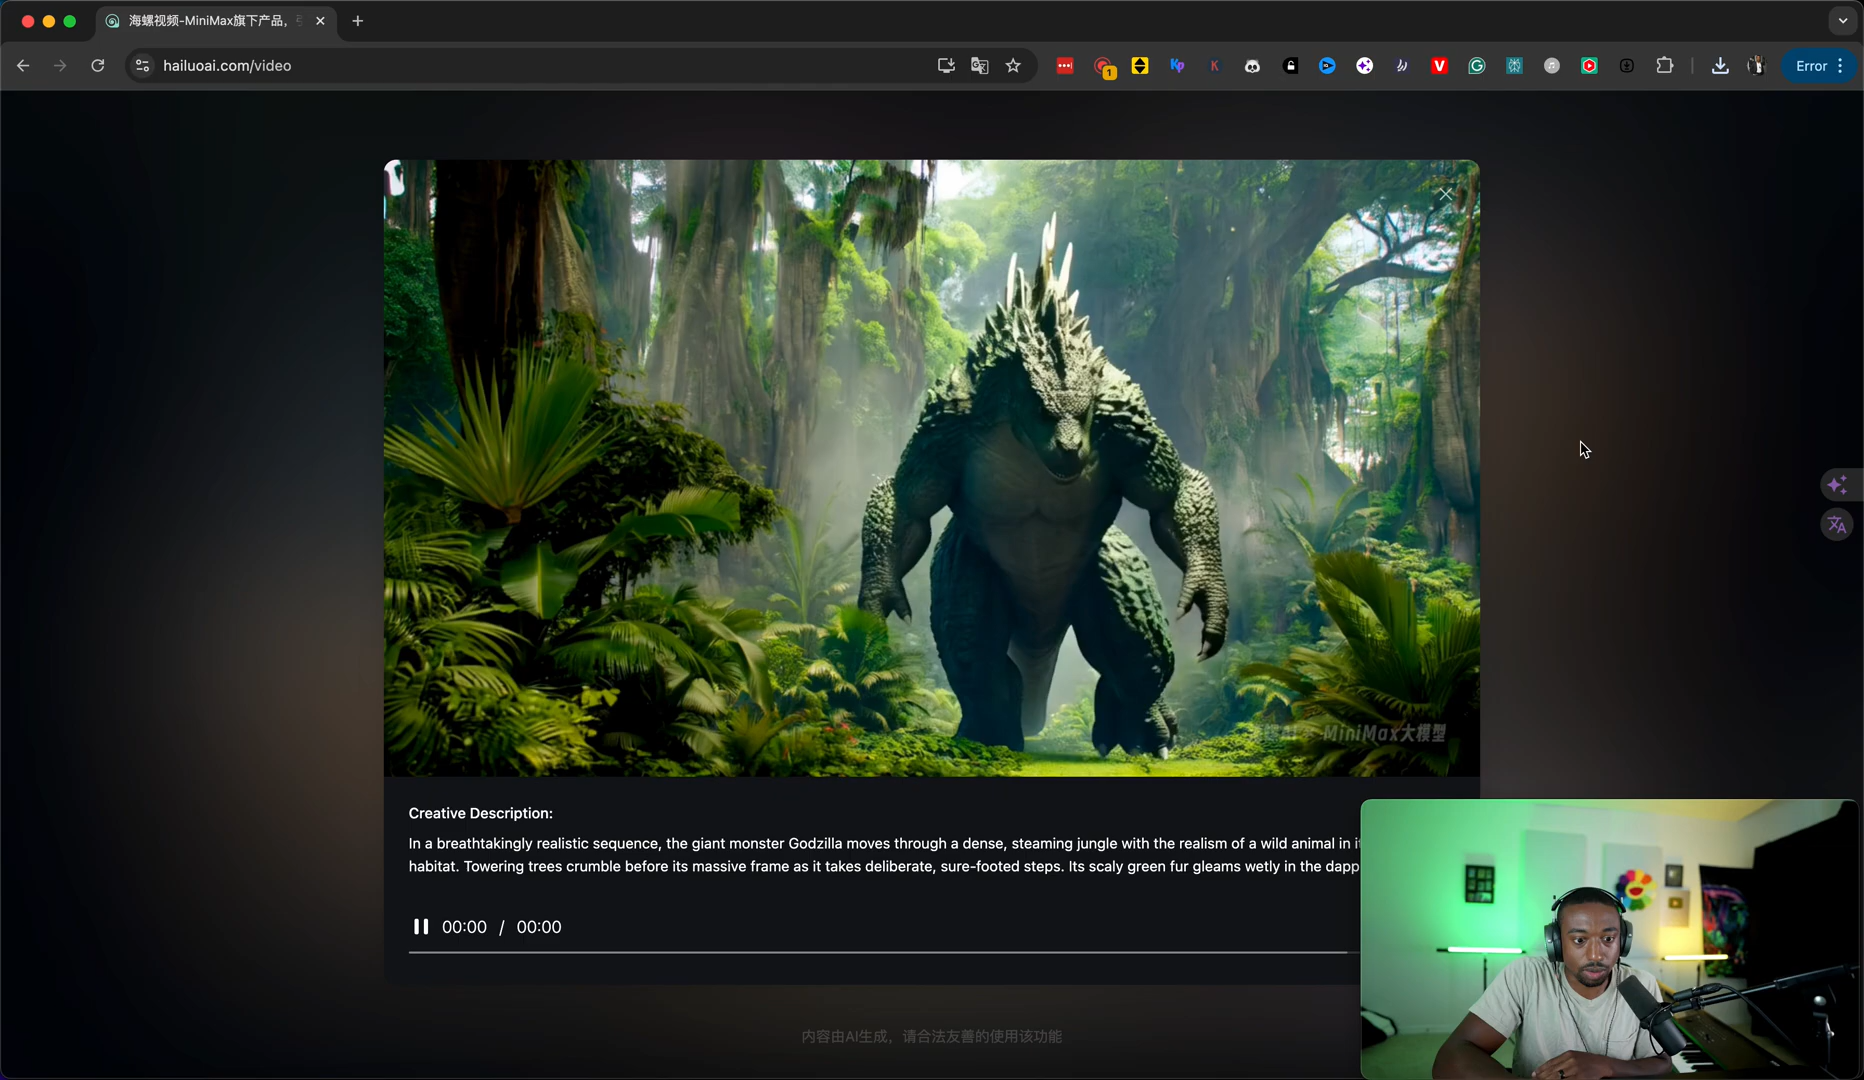 海螺视频-MiniMax旗下产品，
hailuoai.com/video
1
Kp
K
V
Error
MiniMax大模型
Creative Description:
In a breathtakingly realistic sequence, the giant monster Godzilla moves through a dense, steaming jungle with the realism of a wild animal in
habitat. Towering trees crumble before its massive frame as it takes deliberate, sure-footed steps. Its scaly green fur gleams wetly in the dapp
00:00 / 00:00
内容由AI生成，请合法友善的使用该功能